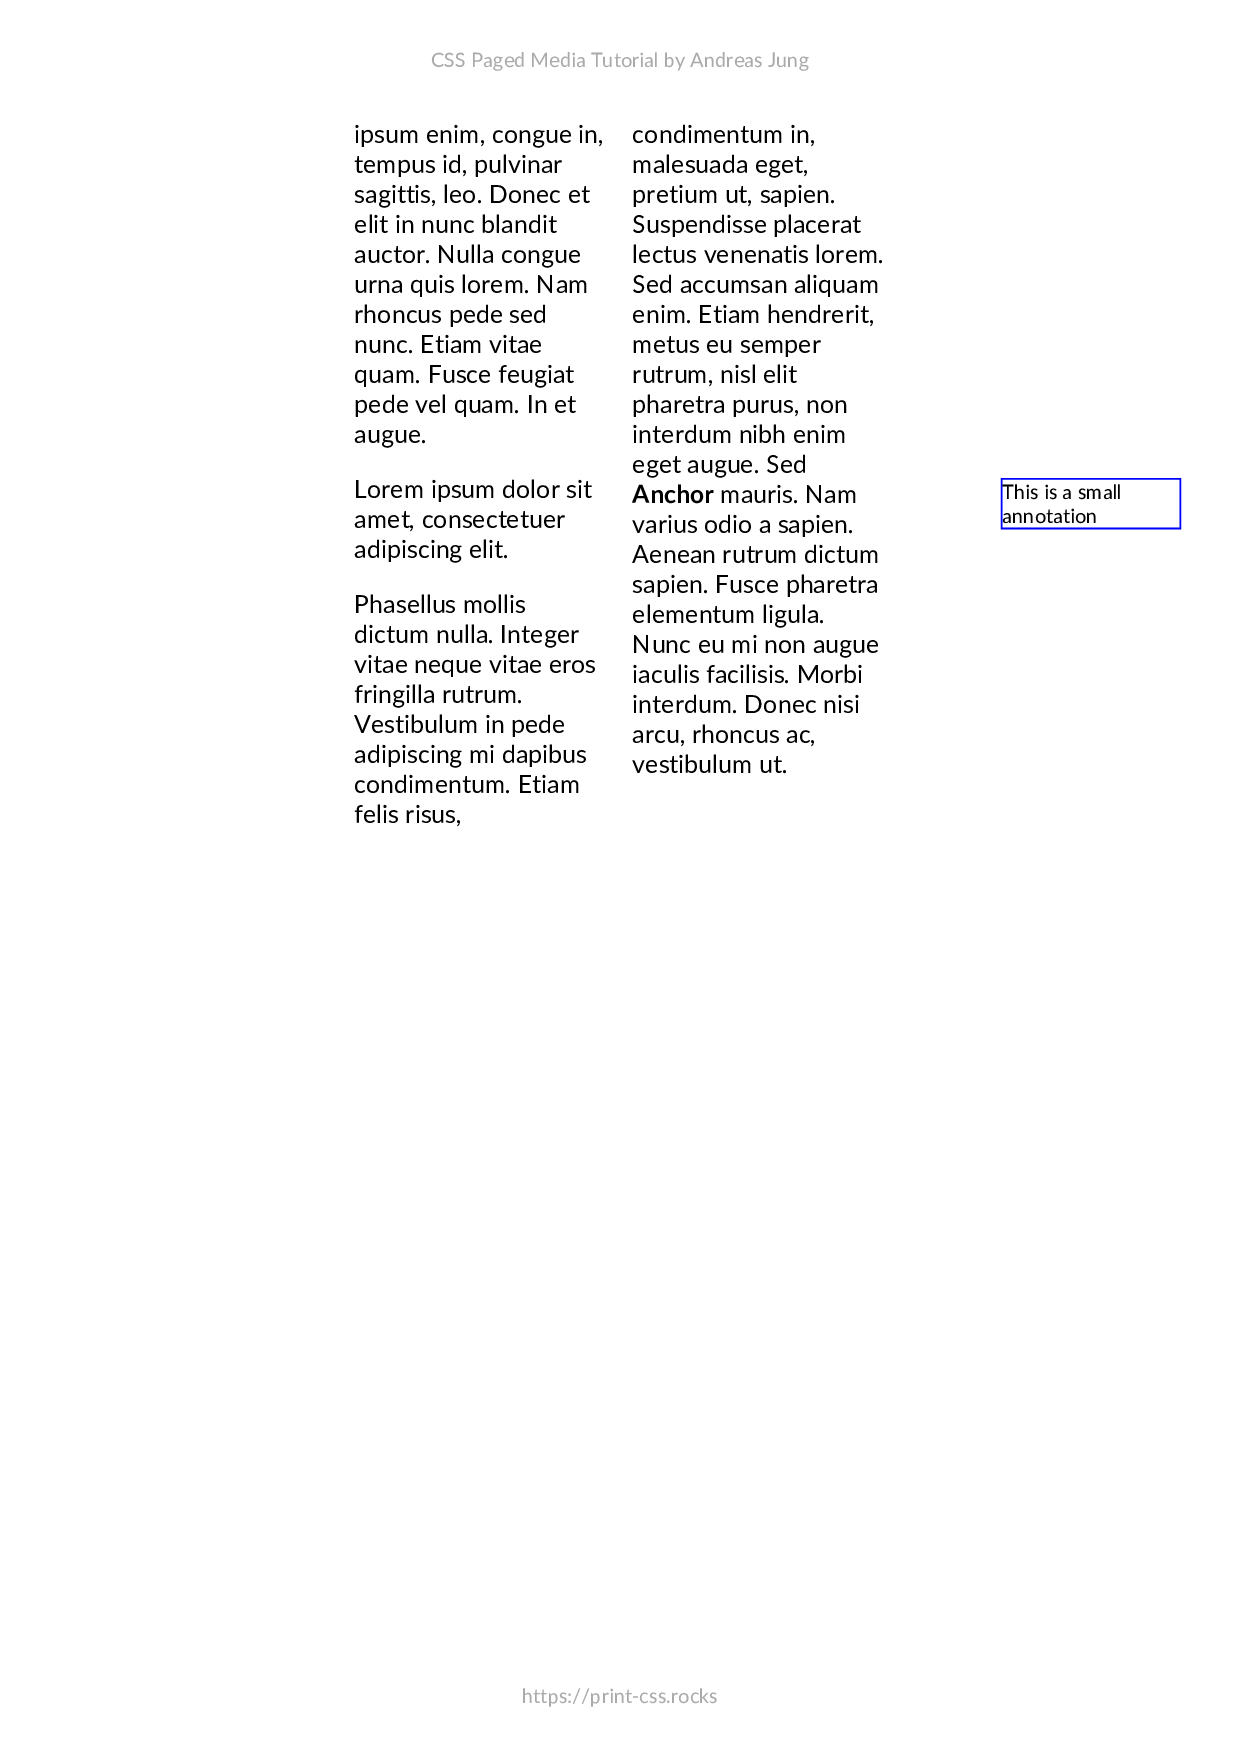 CSS Paged Media Tutorial by Andreas Jung
ipsum enim, congue in,
tempus id, pulvinar
sagittis, leo. Donec et
elit in nunc blandit
auctor. Nulla congue
urna quis lorem. Nam
rhoncus pede sed
nunc. Etiam vitae
quam. Fusce feugiat
pede vel quam. In et
augue.
Lorem ipsum dolor sit
amet, consectetuer
adipiscing elit.
Phasellus mollis
dictum nulla. Integer
vitae neque vitae eros
fringilla rutrum.
Vestibulum in pede
adipiscing mi dapibus
condimentum. Etiam
felis risus,
condimentum in,
malesuada eget,
pretium ut, sapien.
Suspendisse placerat
lectus venenatis lorem.
Sed accumsan aliquam
enim. Etiam hendrerit,
metus eu semper
rutrum, nisl elit
pharetra purus, non
interdum nibh enim
eget augue. Sed
Anchor mauris. Nam
varius odio a sapien.
Aenean rutrum dictum
sapien. Fusce pharetra
elementum ligula.
Nunc eu mi non augue
iaculis facilisis. Morbi
interdum. Donec nisi
arcu, rhoncus ac,
vestibulum ut.
This is a small
annotation
https://print-css.rocks